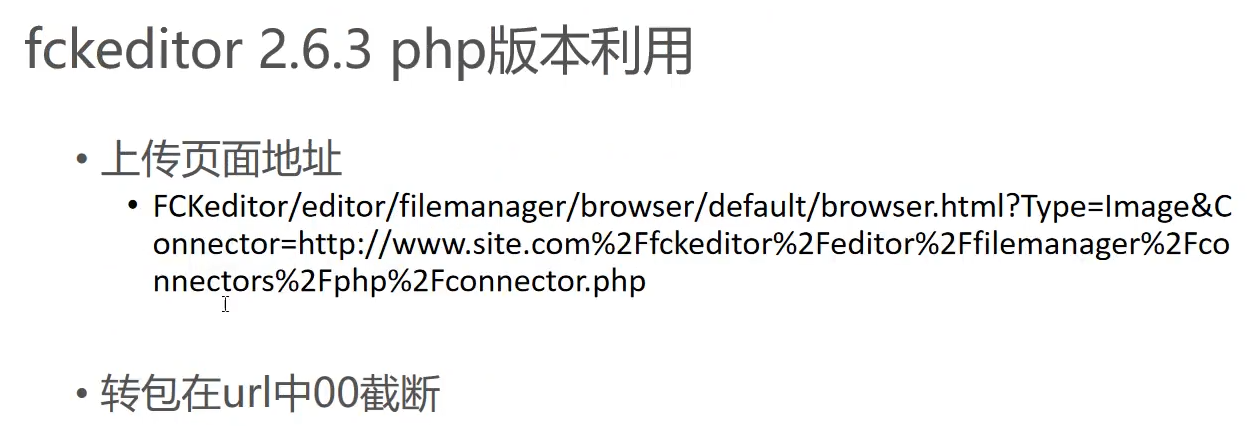 fckeditor 2.6.3 php版本利用
• 上传页面地址
• FCKeditor/editor/filemanager/browser/default/browser.html?Type=Image&C
onnector=http://www.site.com%2Ffckeditor%2Feditor%2Ffilemanager%2Fco
nnectors%2Fphp%2Fconnector.php
• 转包在url中00截断